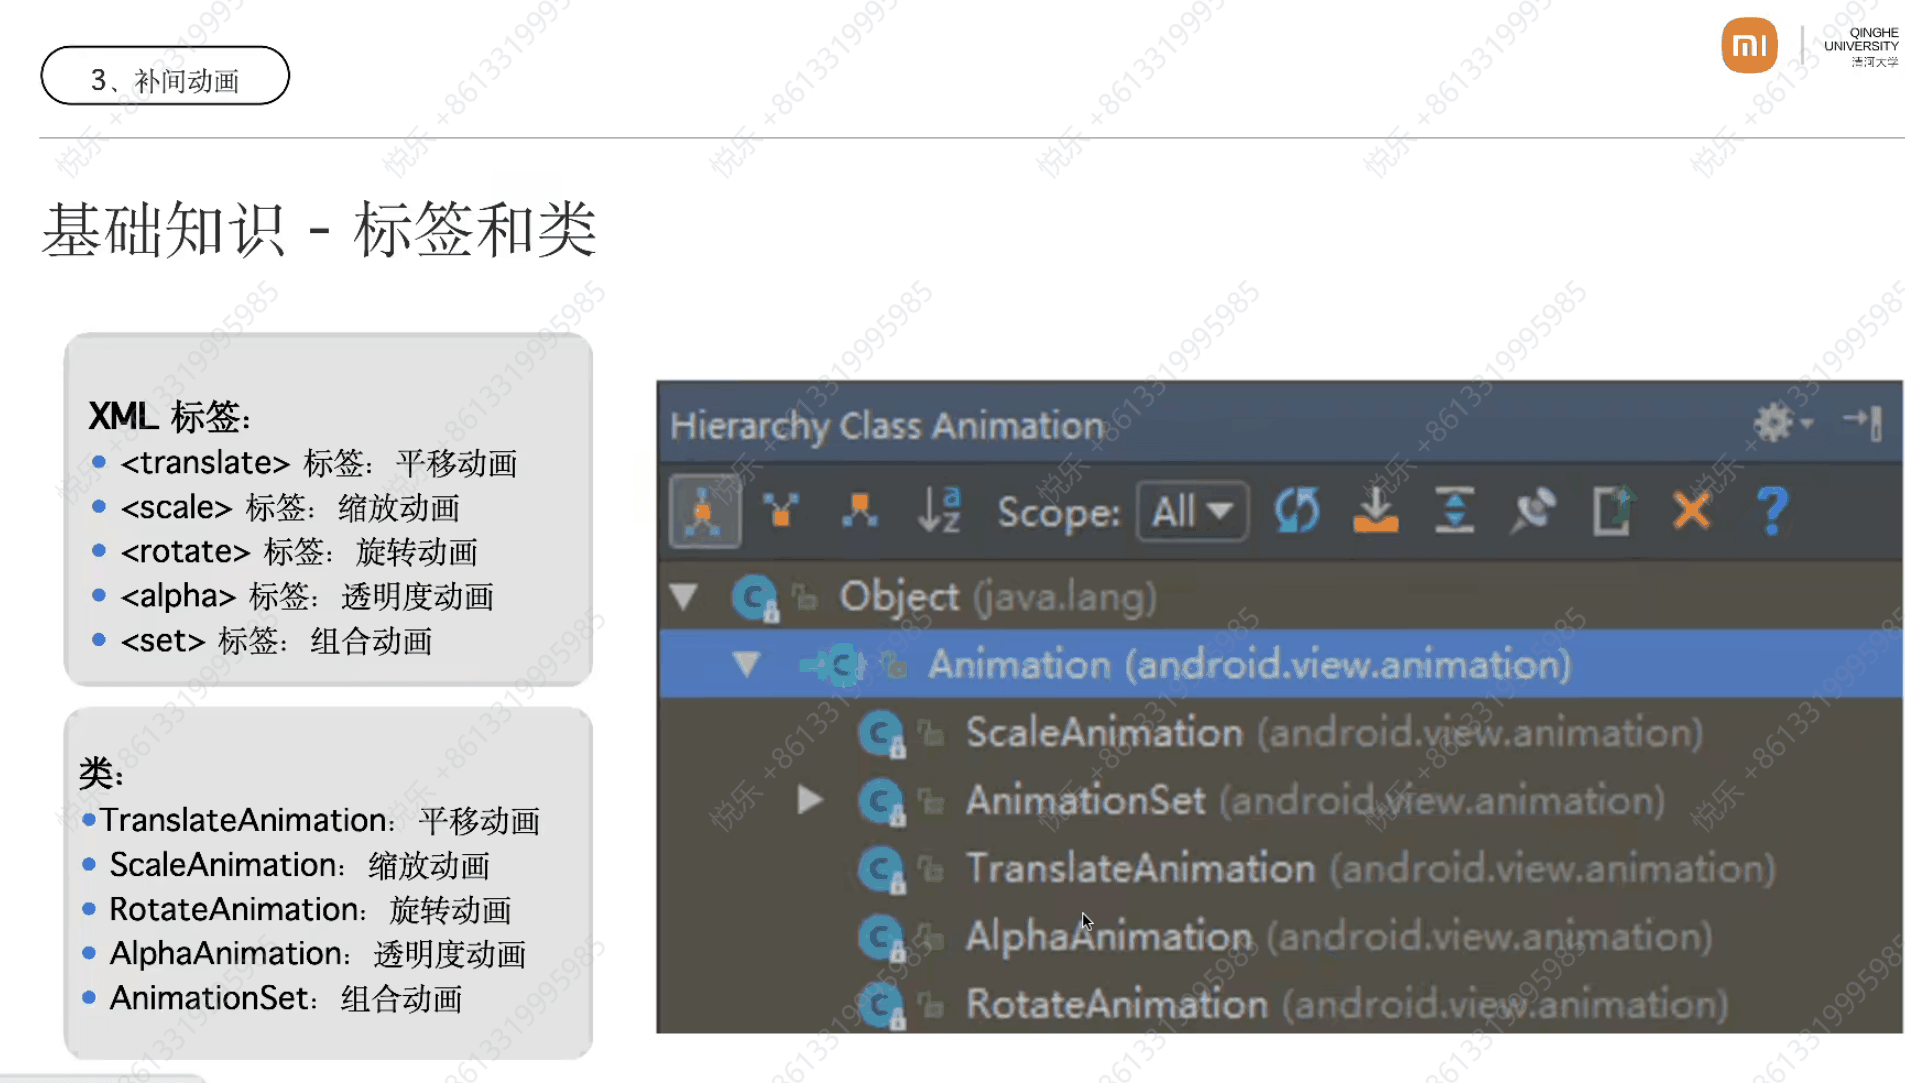 3、补间动画
QINGHE
UNIVERSITY
清河大学
基础知识 - 标签和类
XML 标签：
<translate> 标签：平移动画
<scale> 标签：缩放动画
<rotate> 标签：旋转动画
<alpha> 标签：透明度动画
<set> 标签：组合动画
类：
TranslateAnimation：平移动画
ScaleAnimation：缩放动画
RotateAnimation：旋转动画
AlphaAnimation：透明度动画
AnimationSet：组合动画
Hierarchy Class Animation
Scope: All
Object (java.lang)
Animation (android.view.animation)
ScaleAnimation (android.view.animation)
AnimationSet (android.view.animation)
TranslateAnimation (android.view.animation)
AlphaAnimation (android.view.animation)
RotateAnimation (android.view.animation)
悦乐 +8613319995985